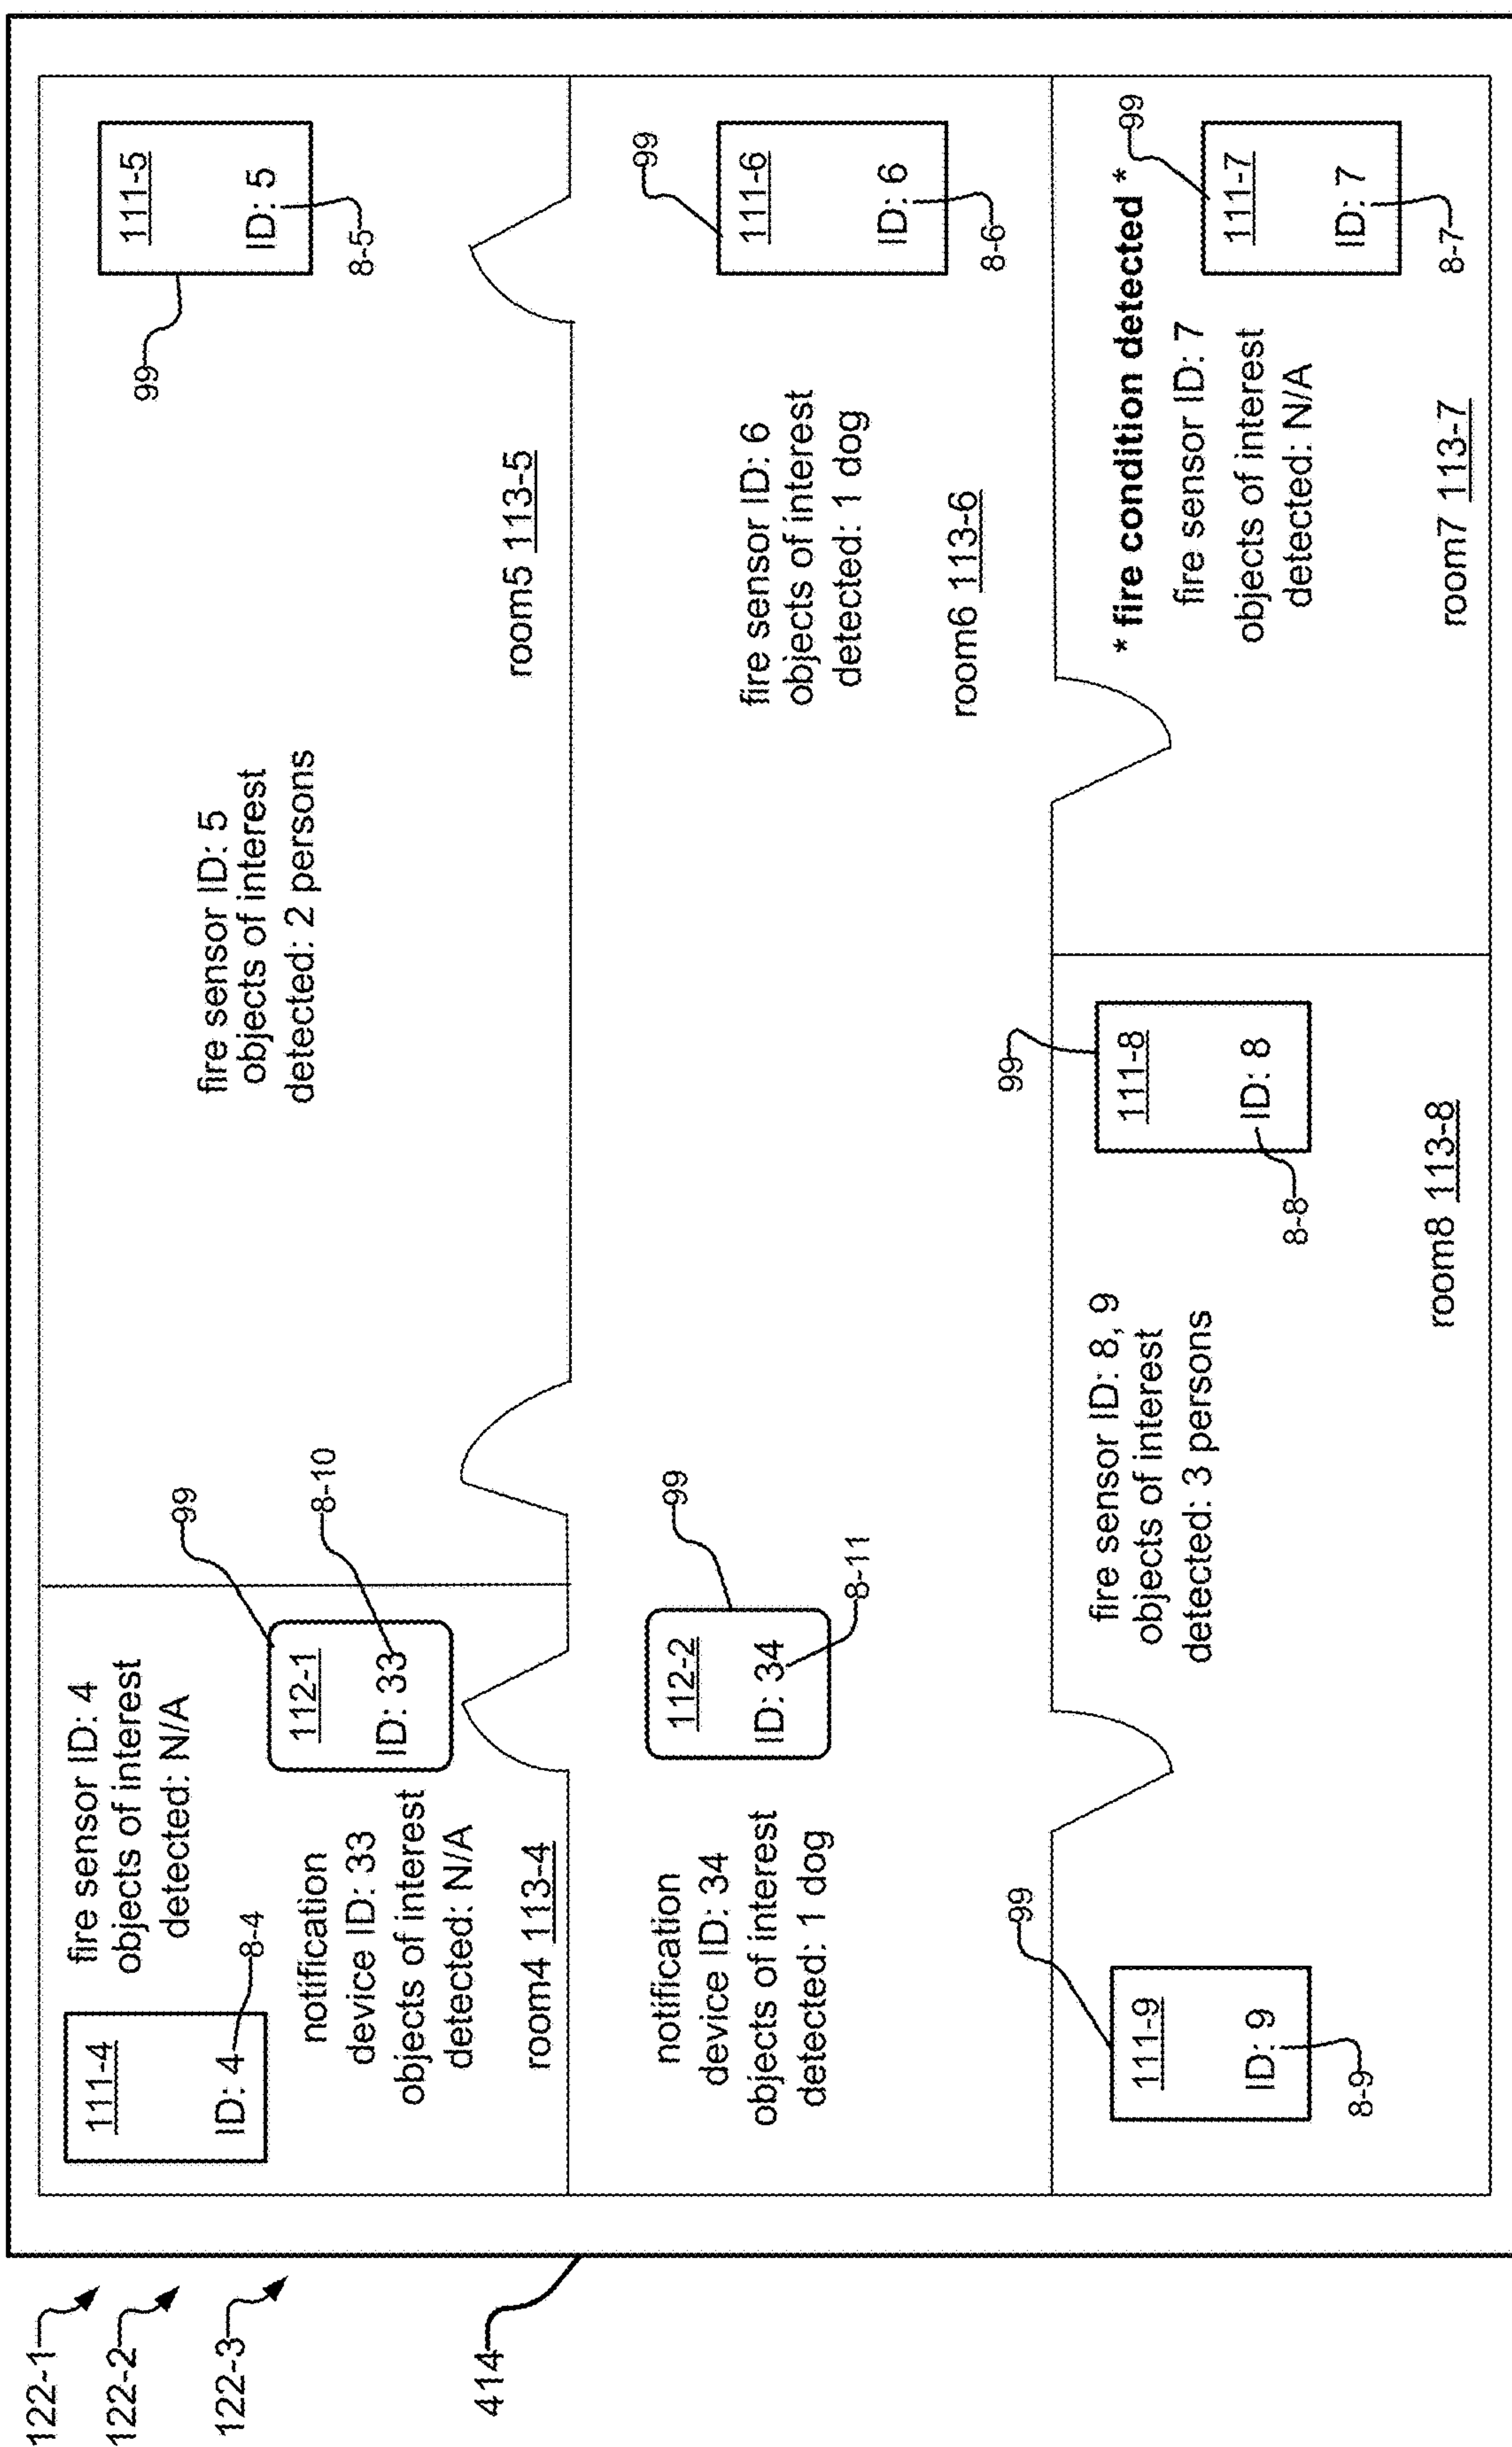 122-1
122-2
122-3
414
111-4
ID: 4
8-4
fire sensor ID: 4
objects of interest
detected: N/A
99
112-1
ID: 33
8-10
notification
device ID: 33
objects of interest
detected: N/A
room4 113-4
fire sensor ID: 5
objects of interest
detected: 2 persons
room5 113-5
99
111-5
ID: 5
8-5
notification
device ID: 34
objects of interest
detected: 1 dog
99
112-2
ID: 34
8-11
fire sensor ID: 6
objects of interest
detected: 1 dog
room6 113-6
99
111-6
ID: 6
8-6
99
111-9
ID: 9
8-9
fire sensor ID: 8, 9
objects of interest
detected: 3 persons
99
111-8
ID: 8
8-8
room8 113-8
* fire condition detected *
fire sensor ID: 7
objects of interest
detected: N/A
room7 113-7
99
111-7
ID: 7
8-7